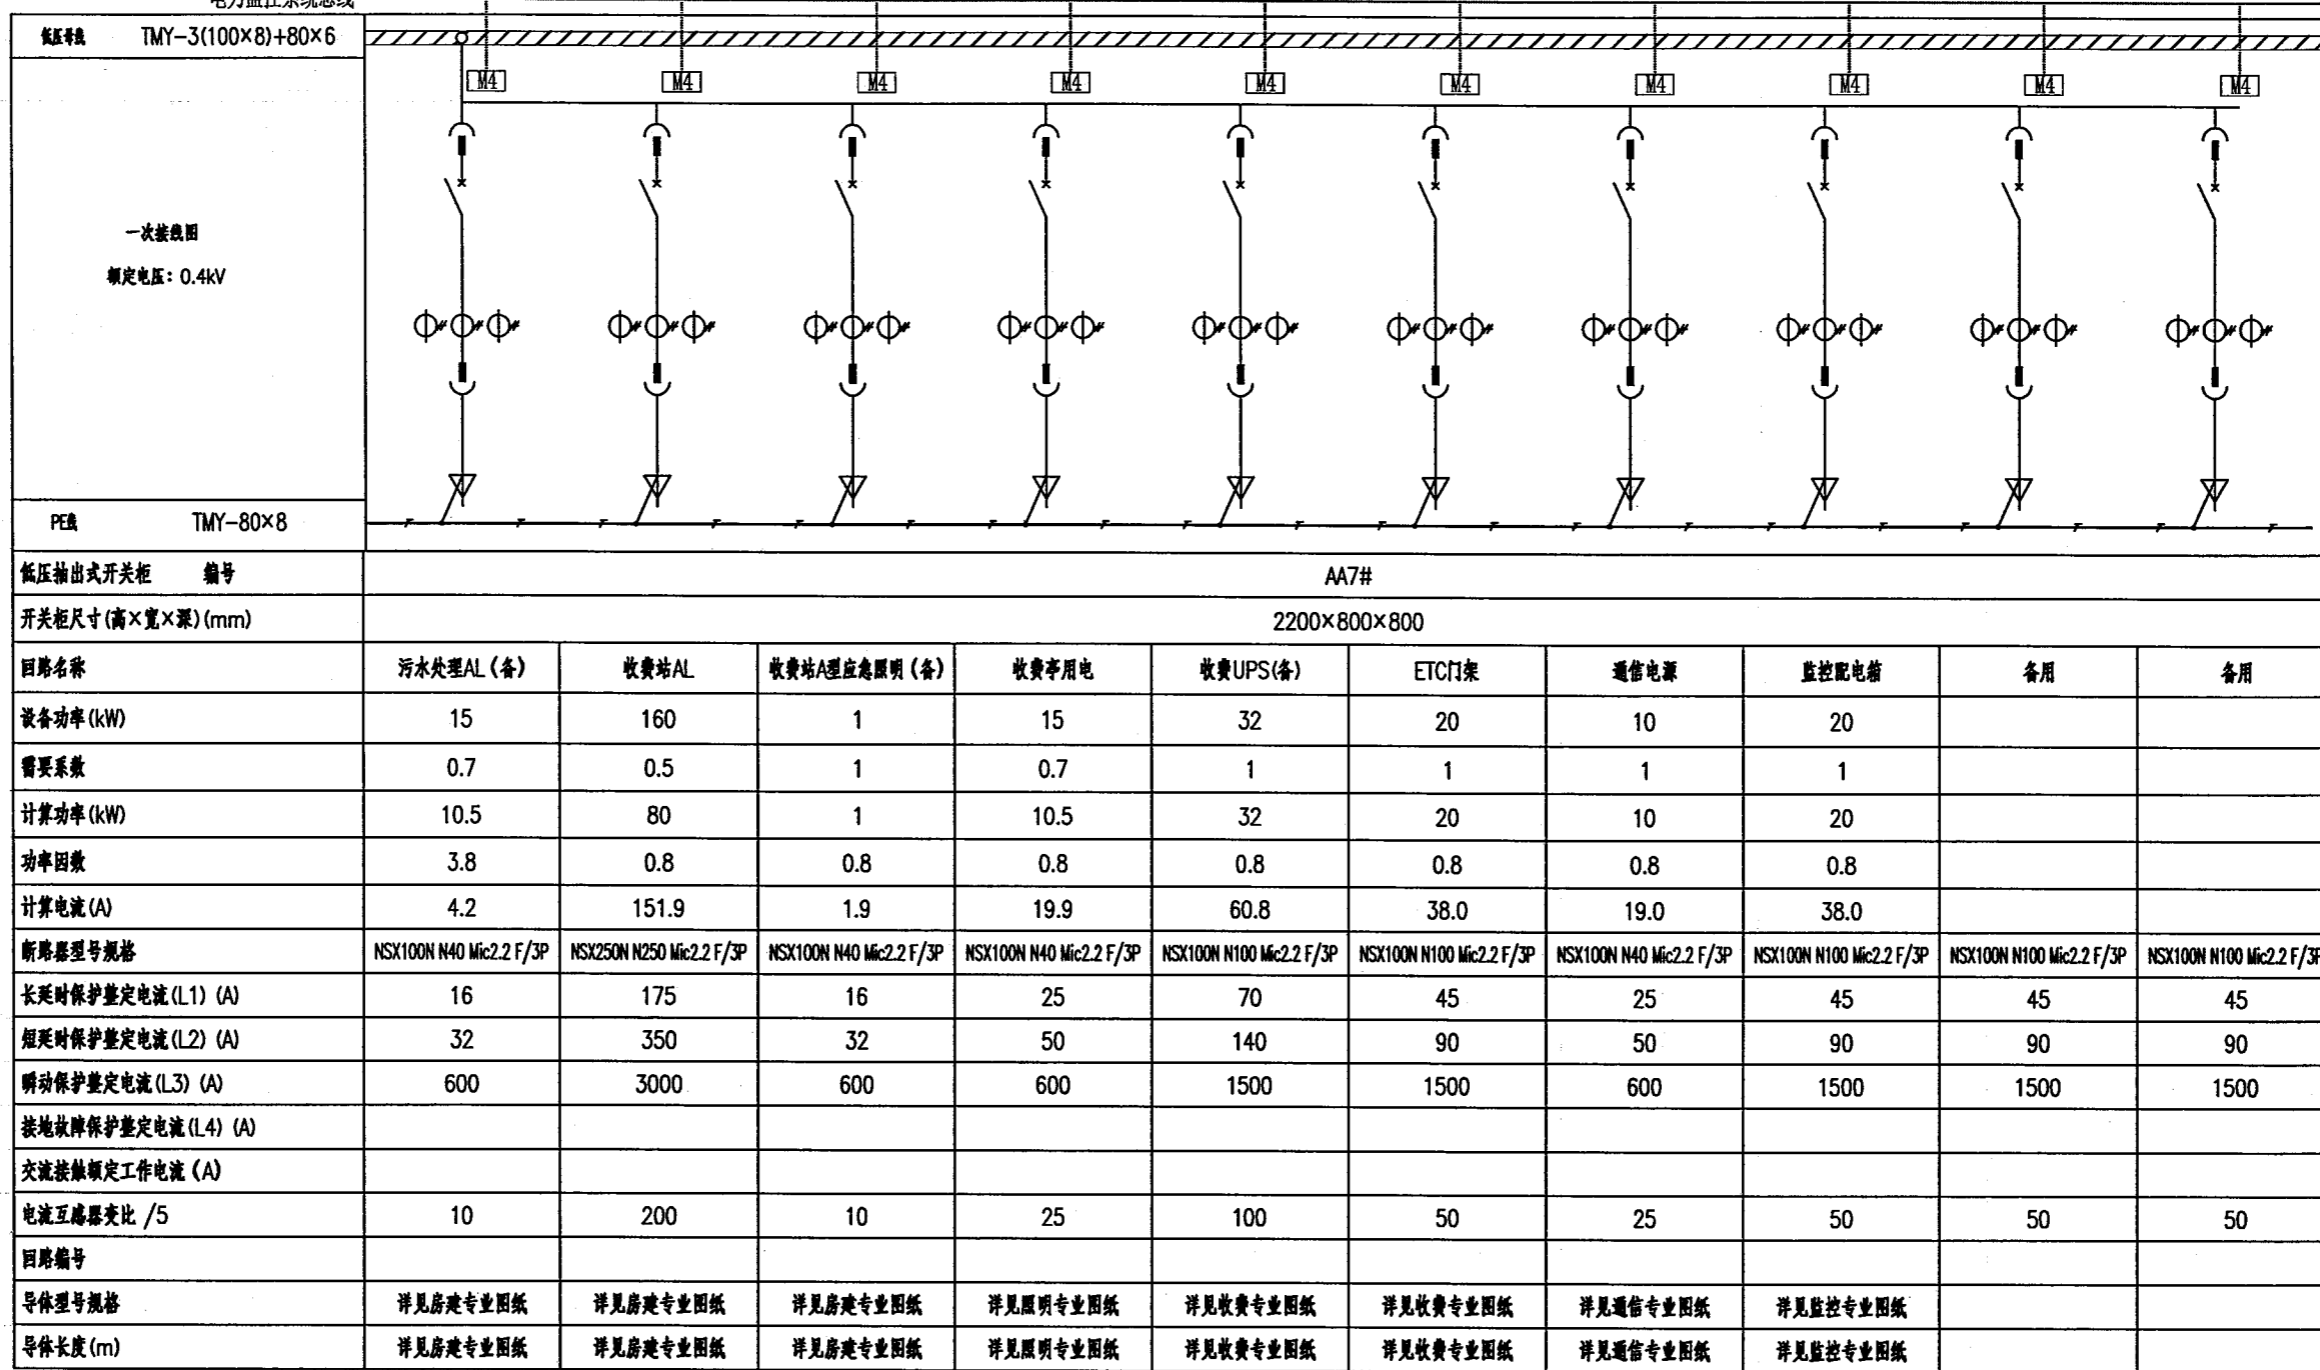 电力监控系统总线
低压母线 TMY-3(100×8)+80×6
M4 M4 M4 M4 M4 M4 M4 M4 M4 M4
一次接线图
额定电压：0.4kV
PE线 TMY-80×8
低压抽出式开关柜 编号 AA7#
开关柜尺寸(高×宽×深)(mm) 2200×800×800
回路名称 污水处理AL(备) 收费站AL 收费站A型应急照明(备) 收费亭用电 收费UPS(备) ETC门架 通信电源 监控配电箱 备用 备用
设备功率(kW) 15 160 1 15 32 20 10 20
需要系数 0.7 0.5 1 0.7 1 1 1 1
计算功率(kW) 10.5 80 1 10.5 32 20 10 20
功率因数 3.8 0.8 0.8 0.8 0.8 0.8 0.8 0.8
计算电流(A) 4.2 151.9 1.9 19.9 60.8 38.0 19.0 38.0
断路器型号规格 NSX100N N40 Mic2.2 F/3P NSX250N N250 Mic2.2 F/3P NSX100N N40 Mic2.2 F/3P NSX100N N40 Mic2.2 F/3P NSX100N N100 Mic2.2 F/3P NSX100N N100 Mic2.2 F/3P NSX100N N40 Mic2.2 F/3P NSX100N N100 Mic2.2 F/3P NSX100N N100 Mic2.2 F/3P NSX100N N100 Mic2.2 F/3P
长延时保护整定电流(L1) (A) 16 175 16 25 70 45 25 45 45 45
短延时保护整定电流(L2) (A) 32 350 32 50 140 90 50 90 90 90
瞬动保护整定电流(L3) (A) 600 3000 600 600 1500 1500 600 1500 1500 1500
接地故障保护整定电流(L4) (A)
交流接触额定工作电流(A)
电流互感器变比 /5 10 200 10 25 100 50 25 50 50 50
回路编号
导体型号规格 详见房建专业图纸 详见房建专业图纸 详见房建专业图纸 详见照明专业图纸 详见收费专业图纸 详见收费专业图纸 详见通信专业图纸 详见监控专业图纸
导体长度(m) 详见房建专业图纸 详见房建专业图纸 详见房建专业图纸 详见照明专业图纸 详见收费专业图纸 详见收费专业图纸 详见通信专业图纸 详见监控专业图纸